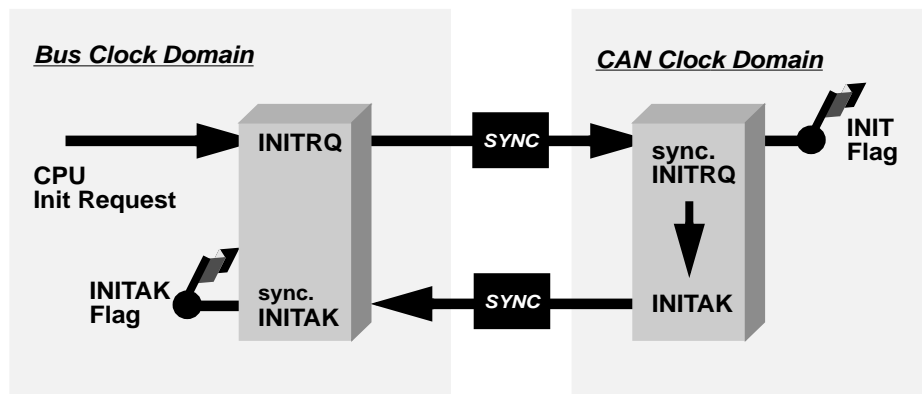 Bus Clock Domain
CAN Clock Domain
CPU
Init Request
INITRQ
SYNC
sync.
INITRQ
INIT
Flag
INITAK
Flag
sync.
INITAK
SYNC
INITAK